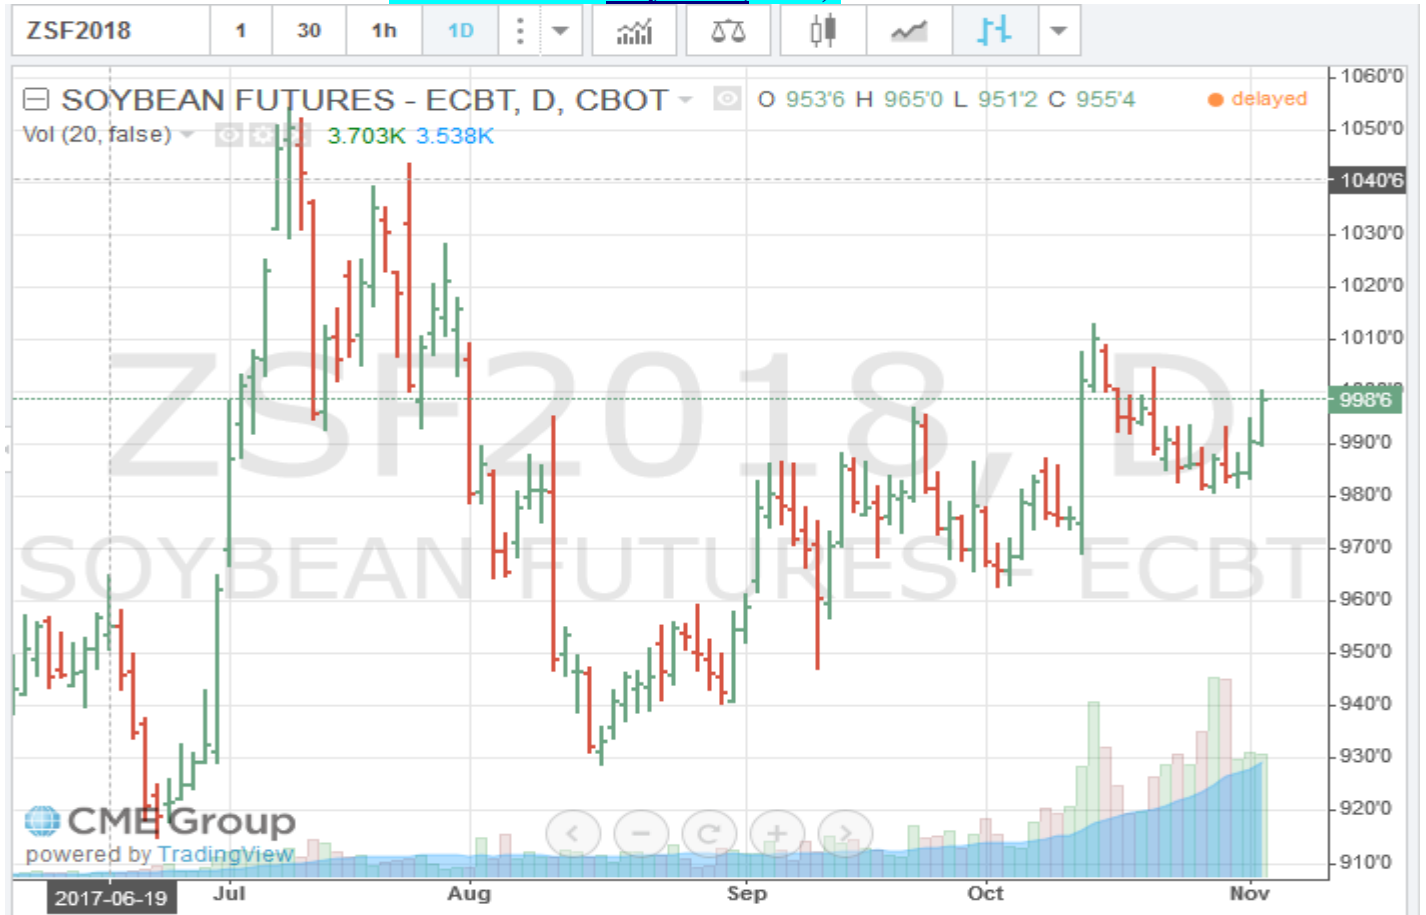 ZSF2018 1 30 1h 1D
SOYBEAN FUTURES - ECBT, D, CBOT O 953'6 H 965'0 L 951'2 C 955'4 delayed
Vol (20, false) 3.703K 3.538K
1060'0
1050'0
1040'6
1030'0
1020'0
1010'0
998'6
990'0
980'0
970'0
960'0
950'0
940'0
930'0
920'0
910'0
ZSF2018, D
SOYBEAN FUTURES - ECBT
CME Group
powered by TradingView
2017-06-19 Jul Aug Sep Oct Nov